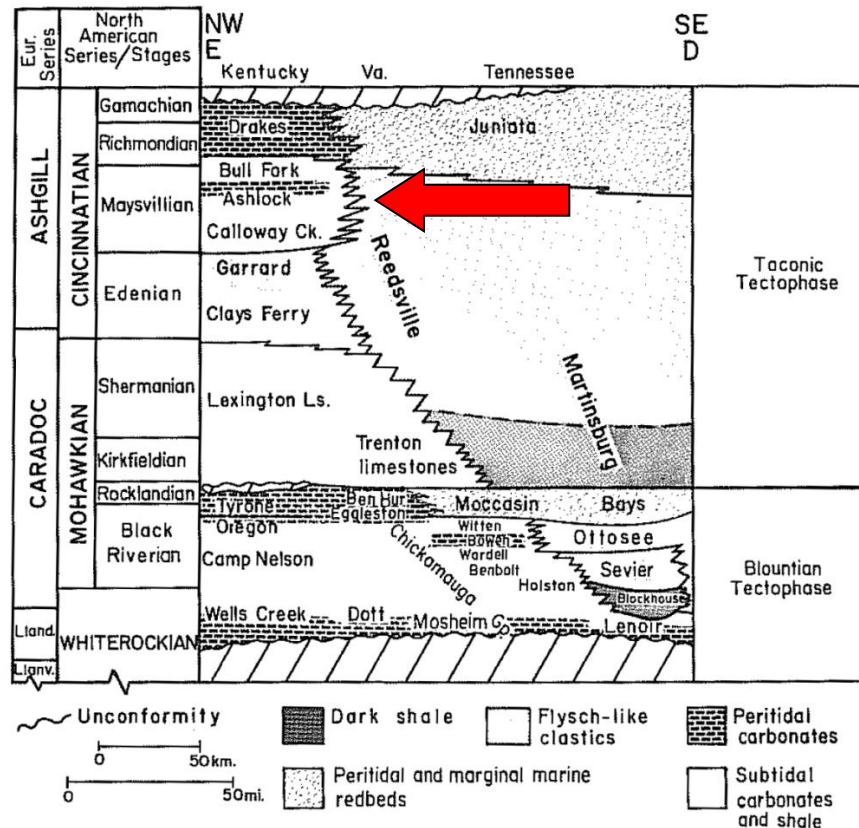 Eur. Series
North American Series/Stages
NW
E
SE
D
Kentucky Va. Tennessee
ASHGILL
CARADOC
Lland.
Llanv.
CINCINNATIAN
MOHAWKIAN
WHITEROCKIAN
Gamachian
Richmondian
Maysvillian
Edenian
Shermanian
Kirkfieldian
Rocklandian
Black
Riverian
Drakes
Juniata
Bull Fork
Ashlock
Calloway Ck.
Garrard
Clays Ferry
Reedsville
Martinsburg
Lexington Ls.
Trenton
limestones
Tyrone
Oregon
Camp Nelson
Ben Hur
Eggleston
Moccasin
Bays
Witten
Bowen
Wardell
Benbolt
Ottosee
Sevier
Blockhouse
Holston
Chickamauga Gp.
Wells Creek
Dott
Mosheim
Lenoir
Taconic
Tectophase
Blountian
Tectophase
Unconformity
0 50km.
0 50mi.
Dark shale
Flysch-like
clastics
Peritidal
carbonates
Peritidal and marginal marine
redbeds
Subtidal
carbonates
and shale